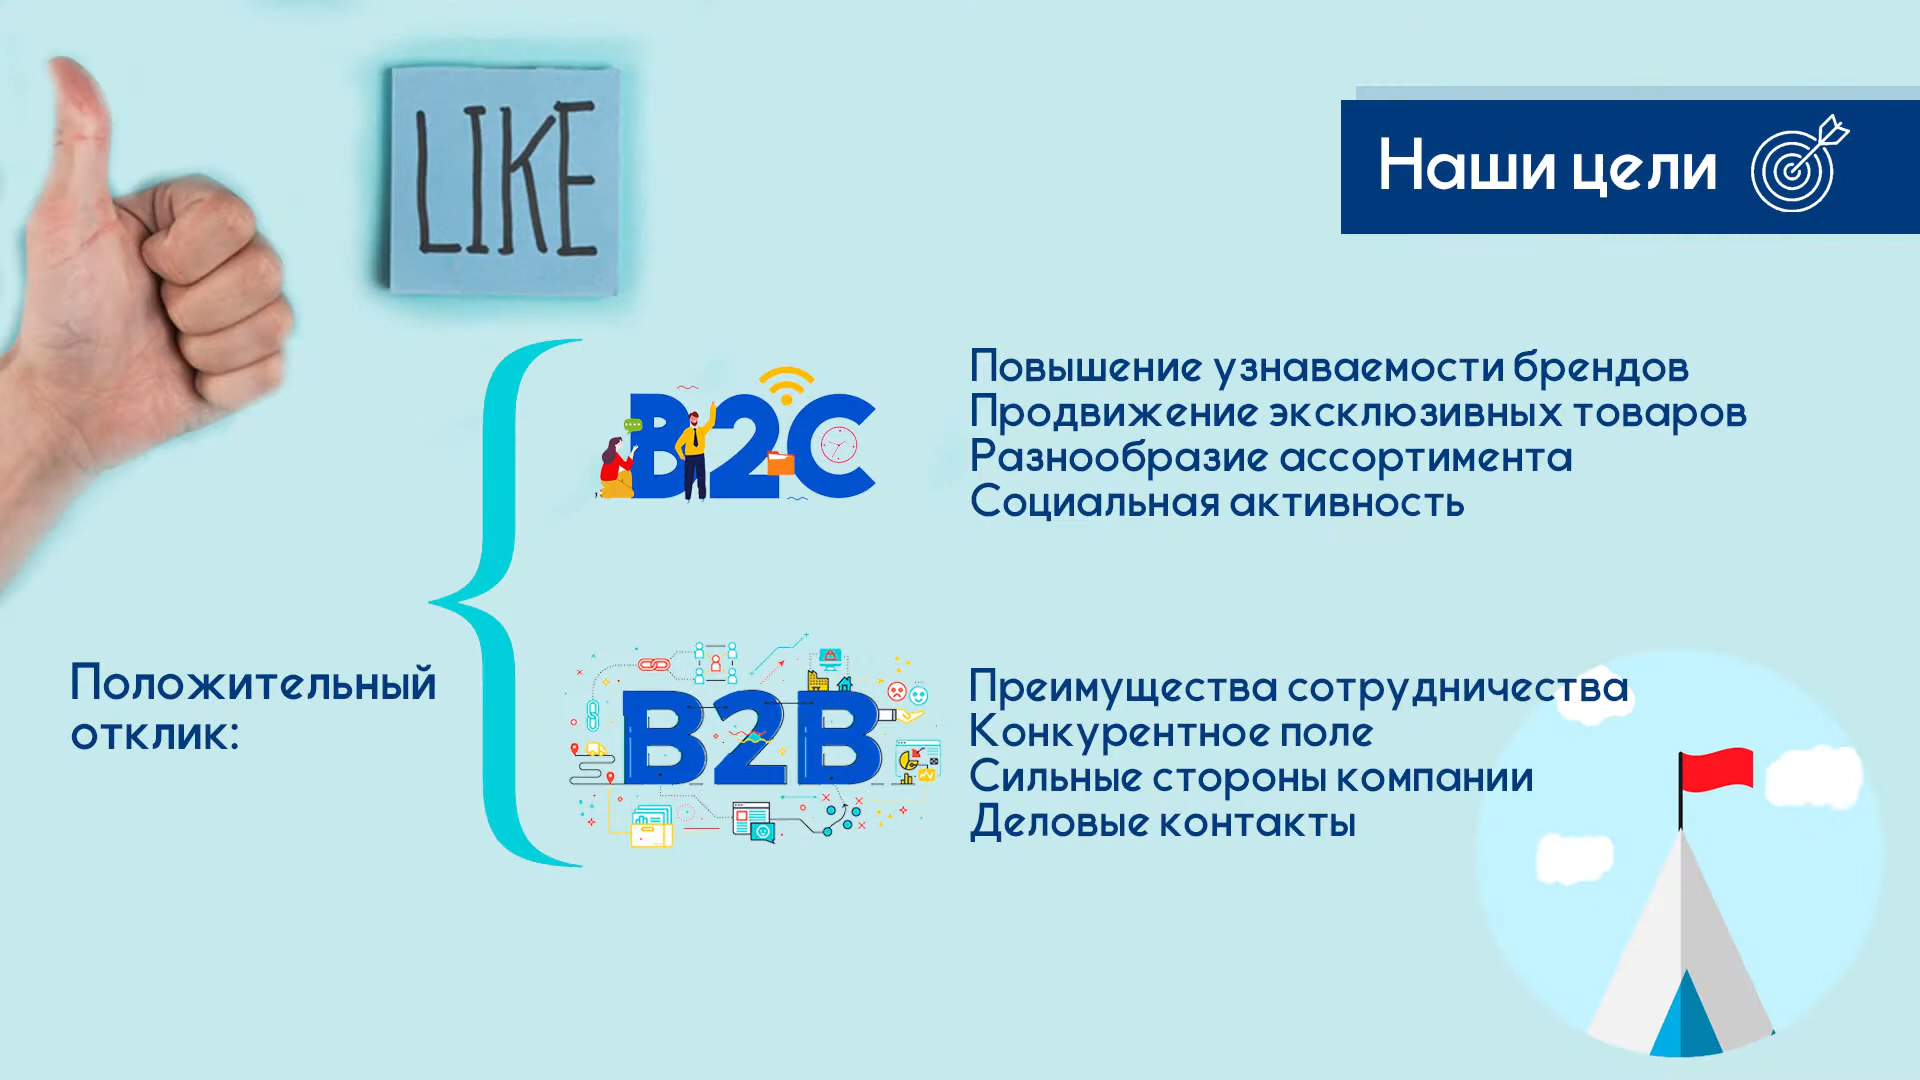 LIKE
Наши цели
B2C
Повышение узнаваемости брендов
Продвижение эксклюзивных товаров
Разнообразие ассортимента
Социальная активность
Положительный
отклик:
B2B
Преимущества сотрудничества
Конкурентное поле
Сильные стороны компании
Деловые контакты